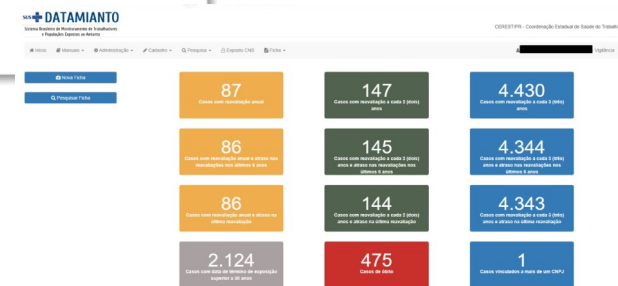 SUS DATAMIANTO
Sistema Brasileiro de Monitoramento de Trabalhadores
e Populações Expostos ao Amianto
CEREST/PR - Coordenação Estadual de Saúde do Trabalh
Início Manuais Administração Cadastro Pesquisa Exportar CNIS Ficha Vigilância
Nova Ficha
Pesquisar Ficha
87
Casos com reavaliação anual
147
Casos com reavaliação a cada 2 (dois)
anos
4.430
Casos com reavaliação a cada 3 (três)
anos
86
Casos com reavaliação anual e atraso nas
reavaliações nos últimos 5 anos
145
Casos com reavaliação a cada 2 (dois)
anos e atraso nas reavaliações nos
últimos 5 anos
4.344
Casos com reavaliação a cada 3 (três)
anos e atraso nas reavaliações nos
últimos 5 anos
86
Casos com reavaliação anual e atraso na
última reavaliação
144
Casos com reavaliação a cada 2 (dois)
anos e atraso na última reavaliação
4.343
Casos com reavaliação a cada 3 (três)
anos e atraso na última reavaliação
2.124
Casos com data de término de exposição
superior a 30 anos
475
Casos de óbito
1
Casos vinculados a mais de um CNPJ